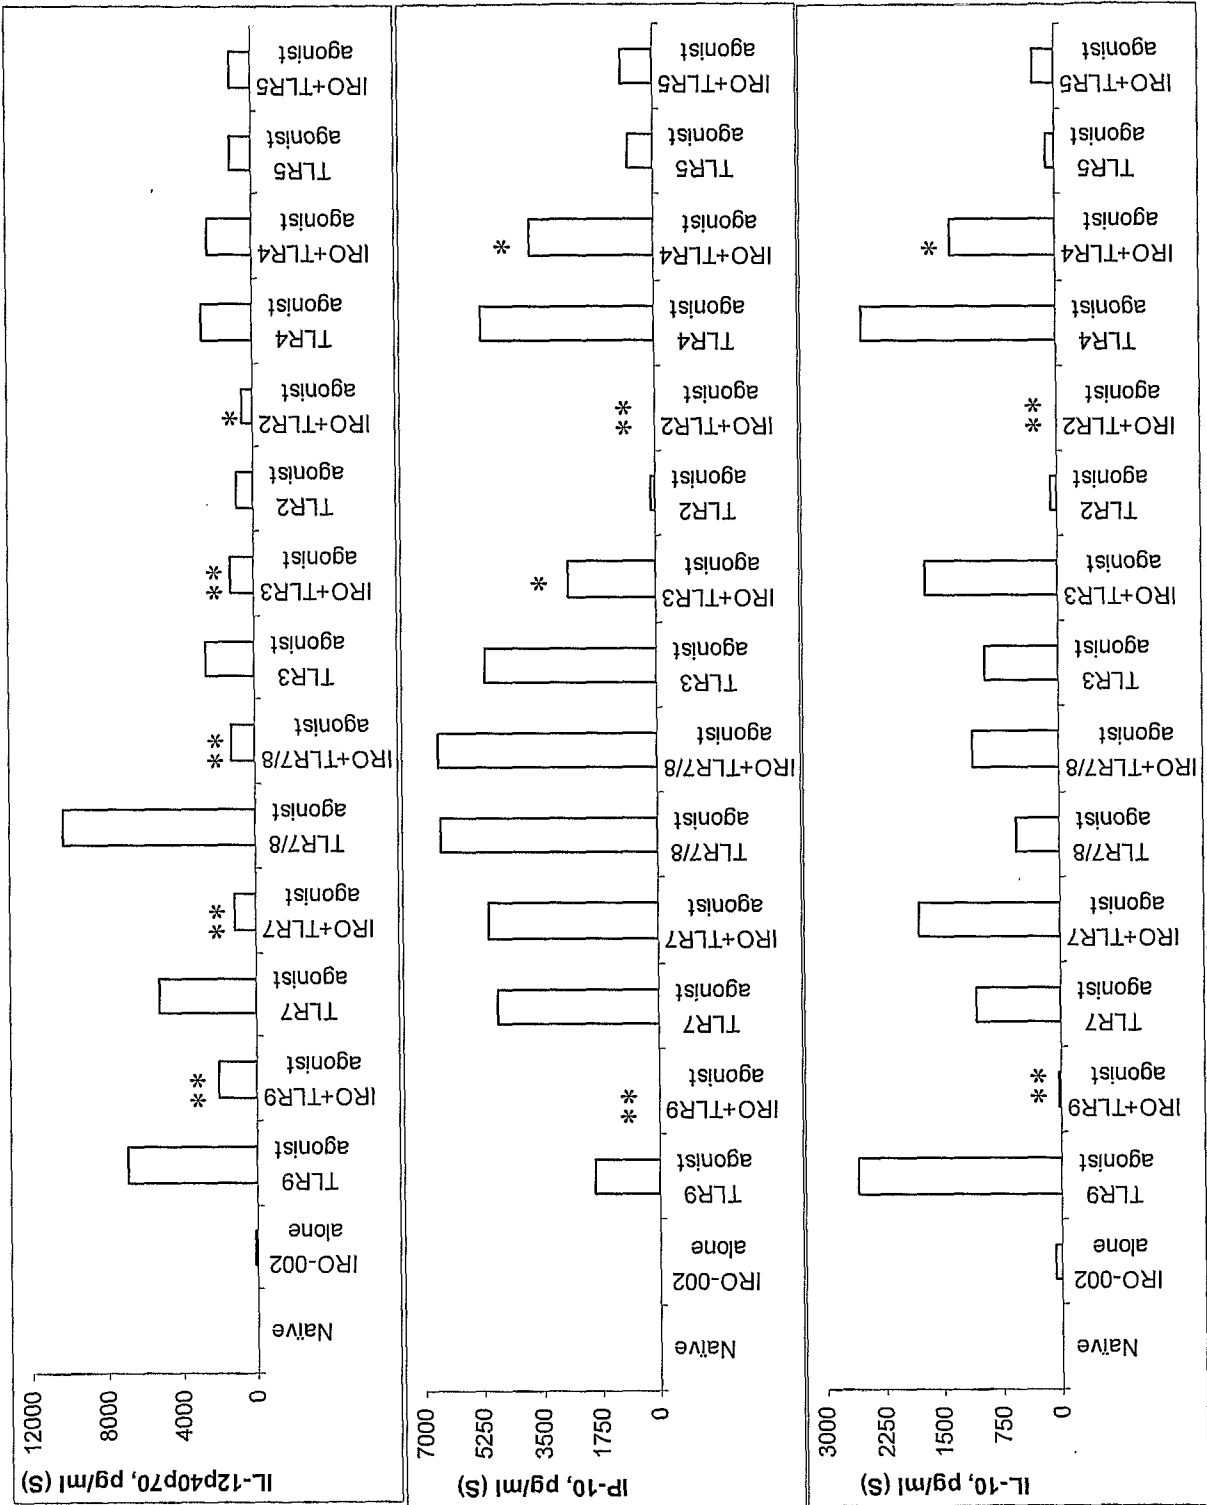 IL-10, pg/ml (S)
0
750
1500
2250
3000
Naïve
IRO-002
alone
TLR9
agonist
IRO+TLR9
agonist
**
TLR7
agonist
IRO+TLR7
agonist
TLR7/8
agonist
IRO+TLR7/8
agonist
TLR3
agonist
IRO+TLR3
agonist
TLR2
agonist
IRO+TLR2
agonist
**
TLR4
agonist
IRO+TLR4
agonist
*
TLR5
agonist
IRO+TLR5
agonist
IP-10, pg/ml (S)
0
1750
3500
5250
7000
Naïve
IRO-002
alone
TLR9
agonist
IRO+TLR9
agonist
**
TLR7
agonist
IRO+TLR7
agonist
TLR7/8
agonist
IRO+TLR7/8
agonist
TLR3
agonist
IRO+TLR3
agonist
*
TLR2
agonist
IRO+TLR2
agonist
**
TLR4
agonist
IRO+TLR4
agonist
*
TLR5
agonist
IRO+TLR5
agonist
IL-12p40p70, pg/ml (S)
0
4000
8000
12000
Naïve
IRO-002
alone
TLR9
agonist
IRO+TLR9
agonist
**
TLR7
agonist
IRO+TLR7
agonist
**
TLR7/8
agonist
IRO+TLR7/8
agonist
**
TLR3
agonist
IRO+TLR3
agonist
**
TLR2
agonist
IRO+TLR2
agonist
*
TLR4
agonist
IRO+TLR4
agonist
TLR5
agonist
IRO+TLR5
agonist